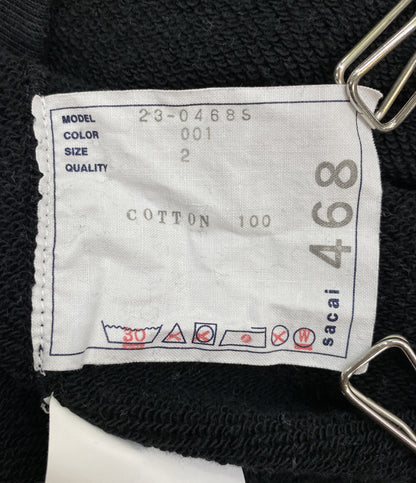 MODEL 23-0468S
COLOR 001
SIZE 2
QUALITY
COTTON 100
30
W
sacai 468